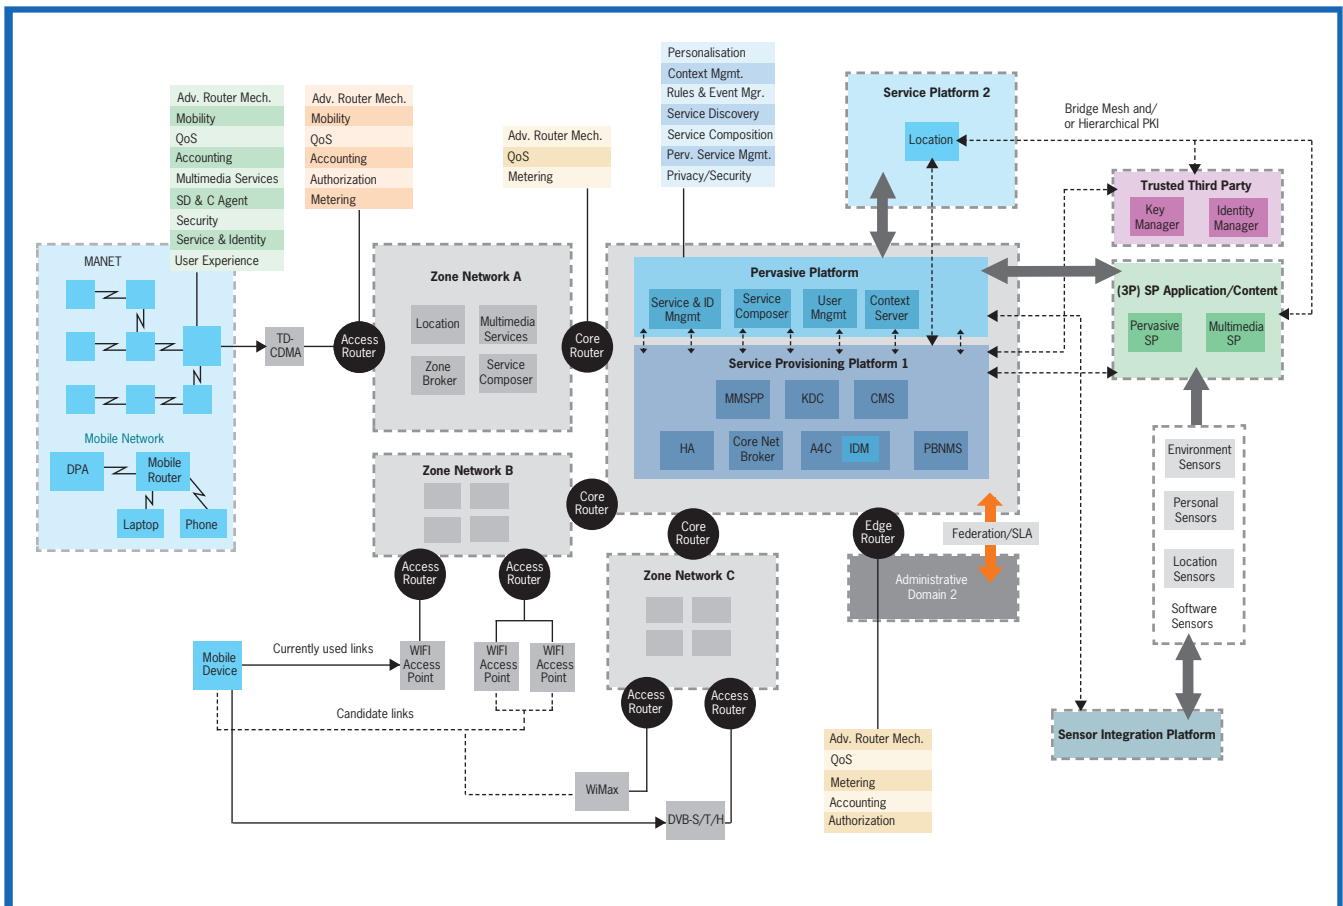 Adv. Router Mech.
Mobility
QoS
Accounting
Multimedia Services
SD & C Agent
Security
Service & Identity
User Experience
Adv. Router Mech.
Mobility
QoS
Accounting
Authorization
Metering
Adv. Router Mech.
QoS
Metering
Personalisation
Context Mgmt.
Rules & Event Mgr.
Service Discovery
Service Composition
Perv. Service Mgmt.
Privacy/Security
Service Platform 2
Location
Bridge Mesh and/
or Hierarchical PKI
Trusted Third Party
Key
Manager
Identity
Manager
MANET
TD-
CDMA
Access
Router
Zone Network A
Location
Multimedia
Services
Zone
Broker
Service
Composer
Core
Router
Pervasive Platform
Service & ID
Mngmt
Service
Composer
User
Mngmt
Context
Server
Service Provisioning Platform 1
MMSPP
KDC
CMS
HA
Core Net
Broker
A4C
IDM
PBNMS
(3P) SP Application/Content
Pervasive
SP
Multimedia
SP
Mobile Network
DPA
Mobile
Router
Laptop
Phone
Zone Network B
Core
Router
Access
Router
Access
Router
Core
Router
Edge
Router
Federation/SLA
Administrative
Domain 2
Environment
Sensors
Personal
Sensors
Location
Sensors
Software
Sensors
Zone Network C
Mobile
Device
Currently used links
WIFI
Access
Point
WIFI
Access
Point
WIFI
Access
Point
Candidate links
Access
Router
Access
Router
WiMax
DVB-S/T/H
Adv. Router Mech.
QoS
Metering
Accounting
Authorization
Sensor Integration Platform